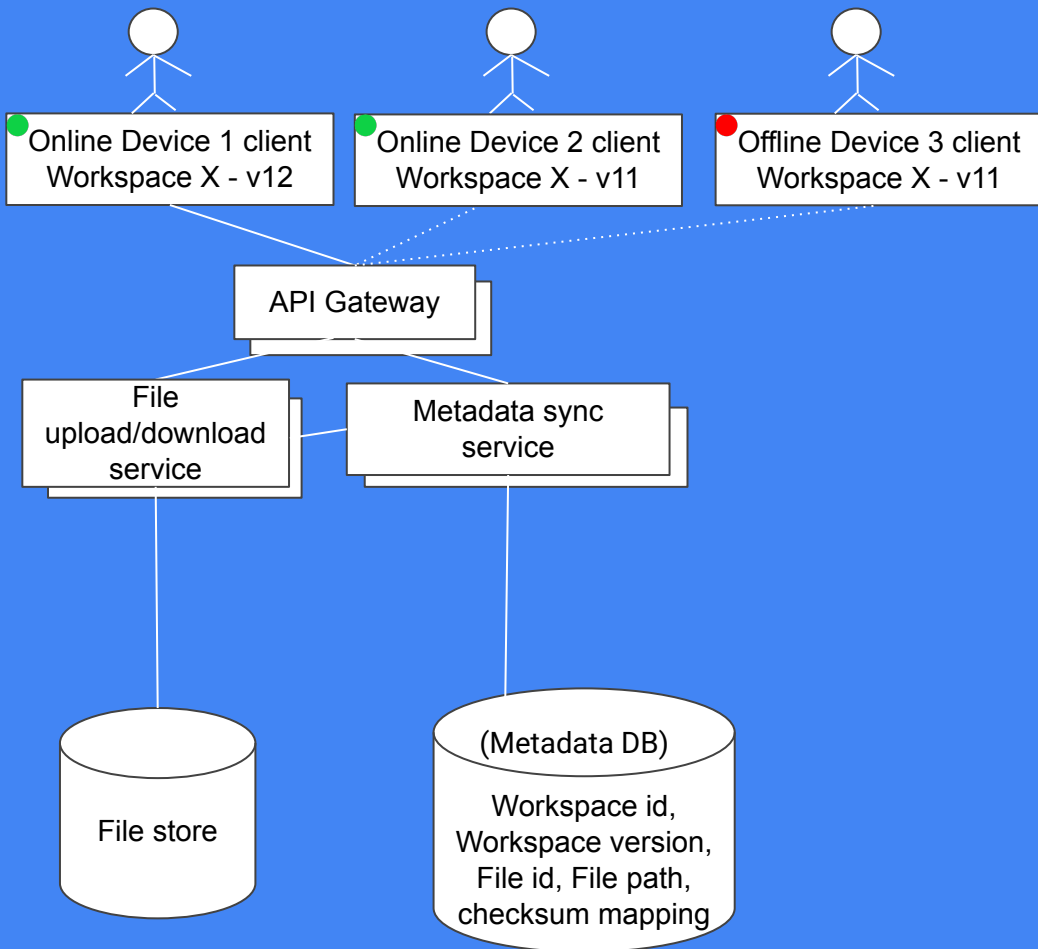 Online Device 1 client
Workspace X - v12
Online Device 2 client
Workspace X - v11
Offline Device 3 client
Workspace X - v11
API Gateway
File
upload/download
service
Metadata sync
service
File store
(Metadata DB)
Workspace id,
Workspace version,
File id, File path,
checksum mapping